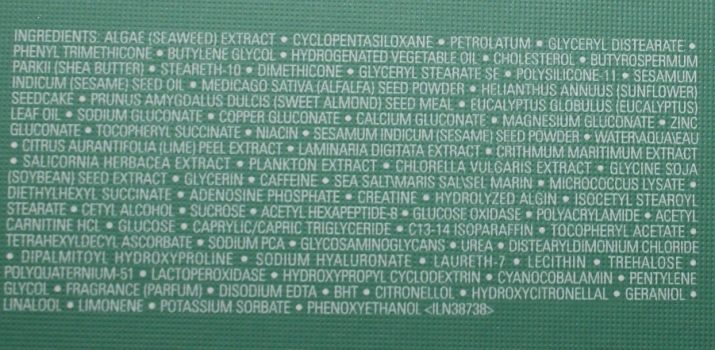 INGREDIENTS: ALGAE (SEAWEED) EXTRACT • CYCLOPENTASILOXANE • PETROLATUM • GLYCERYL DISTEARATE •
PHENYL TRIMETHICONE • BUTYLENE GLYCOL • HYDROGENATED VEGETABLE OIL • CHOLESTEROL • BUTYROSPERMUM
PARKII (SHEA BUTTER) • STEARETH-10 • DIMETHICONE • GLYCERYL STEARATE SE • POLYSILICONE-11 • SESAMUM
INDICUM (SESAME) SEED OIL • MEDICAGO SATIVA (ALFALFA) SEED POWDER • HELIANTHUS ANNUUS (SUNFLOWER)
SEEDCAKE • PRUNUS AMYGDALUS DULCIS (SWEET ALMOND) SEED MEAL • EUCALYPTUS GLOBULUS (EUCALYPTUS)
LEAF OIL • SODIUM GLUCONATE • COPPER GLUCONATE • CALCIUM GLUCONATE • MAGNESIUM GLUCONATE • ZINC
GLUCONATE • TOCOPHERYL SUCCINATE • NIACIN • SESAMUM INDICUM (SESAME) SEED POWDER • WATER\AQUA\EAU
• CITRUS AURANTIFOLIA (LIME) PEEL EXTRACT • LAMINARIA DIGITATA EXTRACT • CRITHMUM MARITIMUM EXTRACT
• SALICORNIA HERBACEA EXTRACT • PLANKTON EXTRACT • CHLORELLA VULGARIS EXTRACT • GLYCINE SOJA
(SOYBEAN) SEED EXTRACT • GLYCERIN • CAFFEINE • SEA SALT\MARIS SAL\SEL MARIN • MICROCOCCUS LYSATE •
DIETHYLHEXYL SUCCINATE • ADENOSINE PHOSPHATE • CREATINE • HYDROLYZED ALGIN • ISOCETYL STEAROYL
STEARATE • CETYL ALCOHOL • SUCROSE • ACETYL HEXAPEPTIDE-8 • GLUCOSE OXIDASE • POLYACRYLAMIDE • ACETYL
CARNITINE HCL • GLUCOSE • CAPRYLIC/CAPRIC TRIGLYCERIDE • C13-14 ISOPARAFFIN • TOCOPHERYL ACETATE •
TETRAHEXYLDECYL ASCORBATE • SODIUM PCA • GLYCOSAMINOGLYCANS • UREA • DISTEARYLDIMONIUM CHLORIDE
• DIPALMITOYL HYDROXYPROLINE • SODIUM HYALURONATE • LAURETH-7 • LECITHIN • TREHALOSE •
POLYQUATERNIUM-51 • LACTOPEROXIDASE • HYDROXYPROPYL CYCLODEXTRIN • CYANOCOBALAMIN • PENTYLENE
GLYCOL • FRAGRANCE (PARFUM) • DISODIUM EDTA • BHT • CITRONELLOL • HYDROXYCITRONELLAL • GERANIOL •
LINALOOL • LIMONENE • POTASSIUM SORBATE • PHENOXYETHANOL <ILN38738>